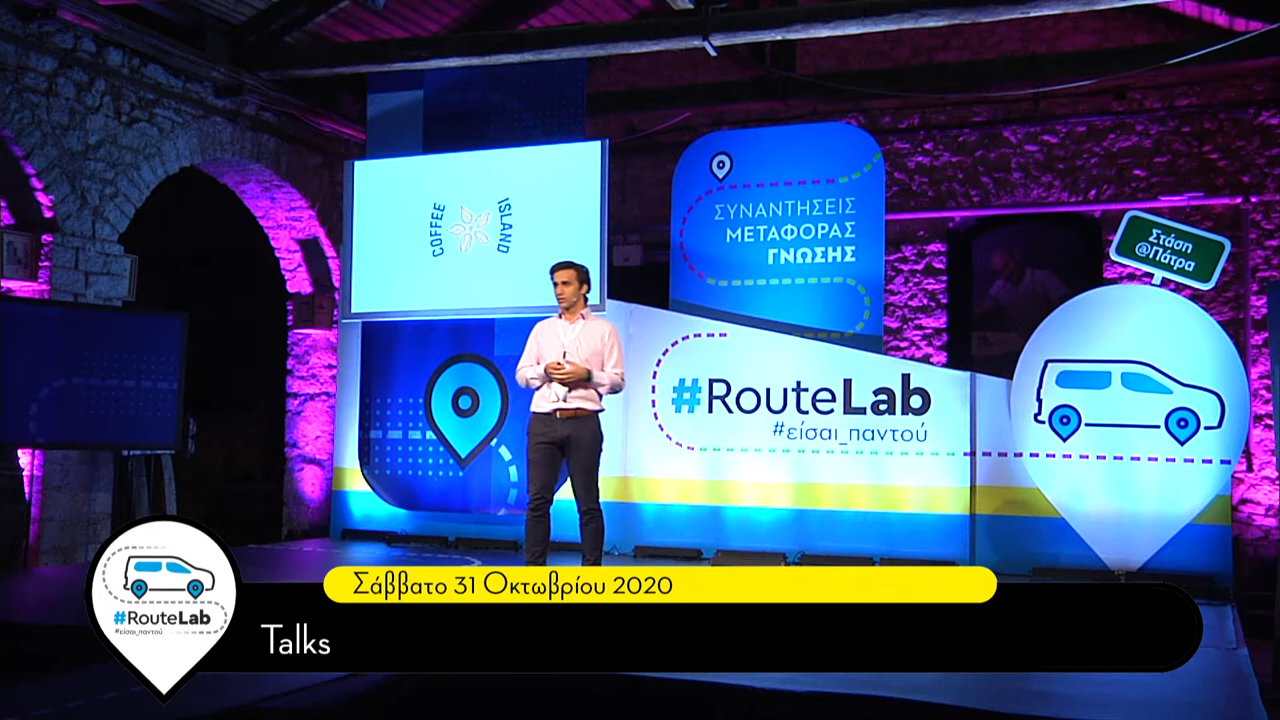 COFFEE ISLAND
ΣΥΝΑΝΤΗΣΕΙΣ
ΜΕΤΑΦΟΡΑΣ
ΓΝΩΣΗΣ
Στάση
@Πάτρα
#RouteLab
#είσαι_παντού
Σάββατο 31 Οκτωβρίου 2020
#RouteLab
#είσαι_παντού
Talks